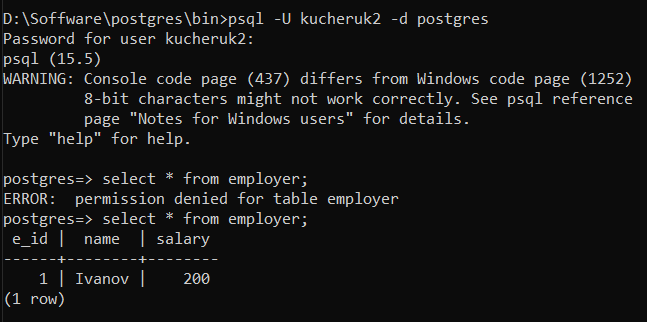 D:\Soffware\postgres\bin>psql -U kucheruk2 -d postgres
Password for user kucheruk2:
psql (15.5)
WARNING: Console code page (437) differs from Windows code page (1252)
         8-bit characters might not work correctly. See psql reference
         page "Notes for Windows users" for details.
Type "help" for help.

postgres=> select * from employer;
ERROR:  permission denied for table employer
postgres=> select * from employer;
 e_id |  name  | salary
------+--------+--------
    1 | Ivanov |    200
(1 row)